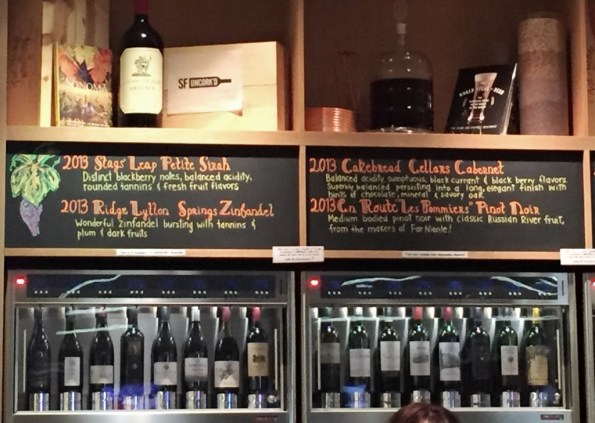 SF UNCORK'D
2013 Stags' Leap Petite Sirah
Distinct blackberry notes, balanced acidity,
rounded tannins & fresh fruit flavors
2013 Ridge Lytton Springs Zinfandel
Wonderful zinfandel bursting with tannins &
plum & dark fruits
2013 Cakebread Cellars Cabernet
Balanced acidity, sumptuous, black currant & black berry flavors.
Superbly balanced persisting into a long, elegant finish with
hints of chocolate, mineral & savory oak.
2013 En Route Les Pommiers' Pinot Noir
Medium bodied pinot noir with classic Russian River fruit,
from the makers of Far Niente!